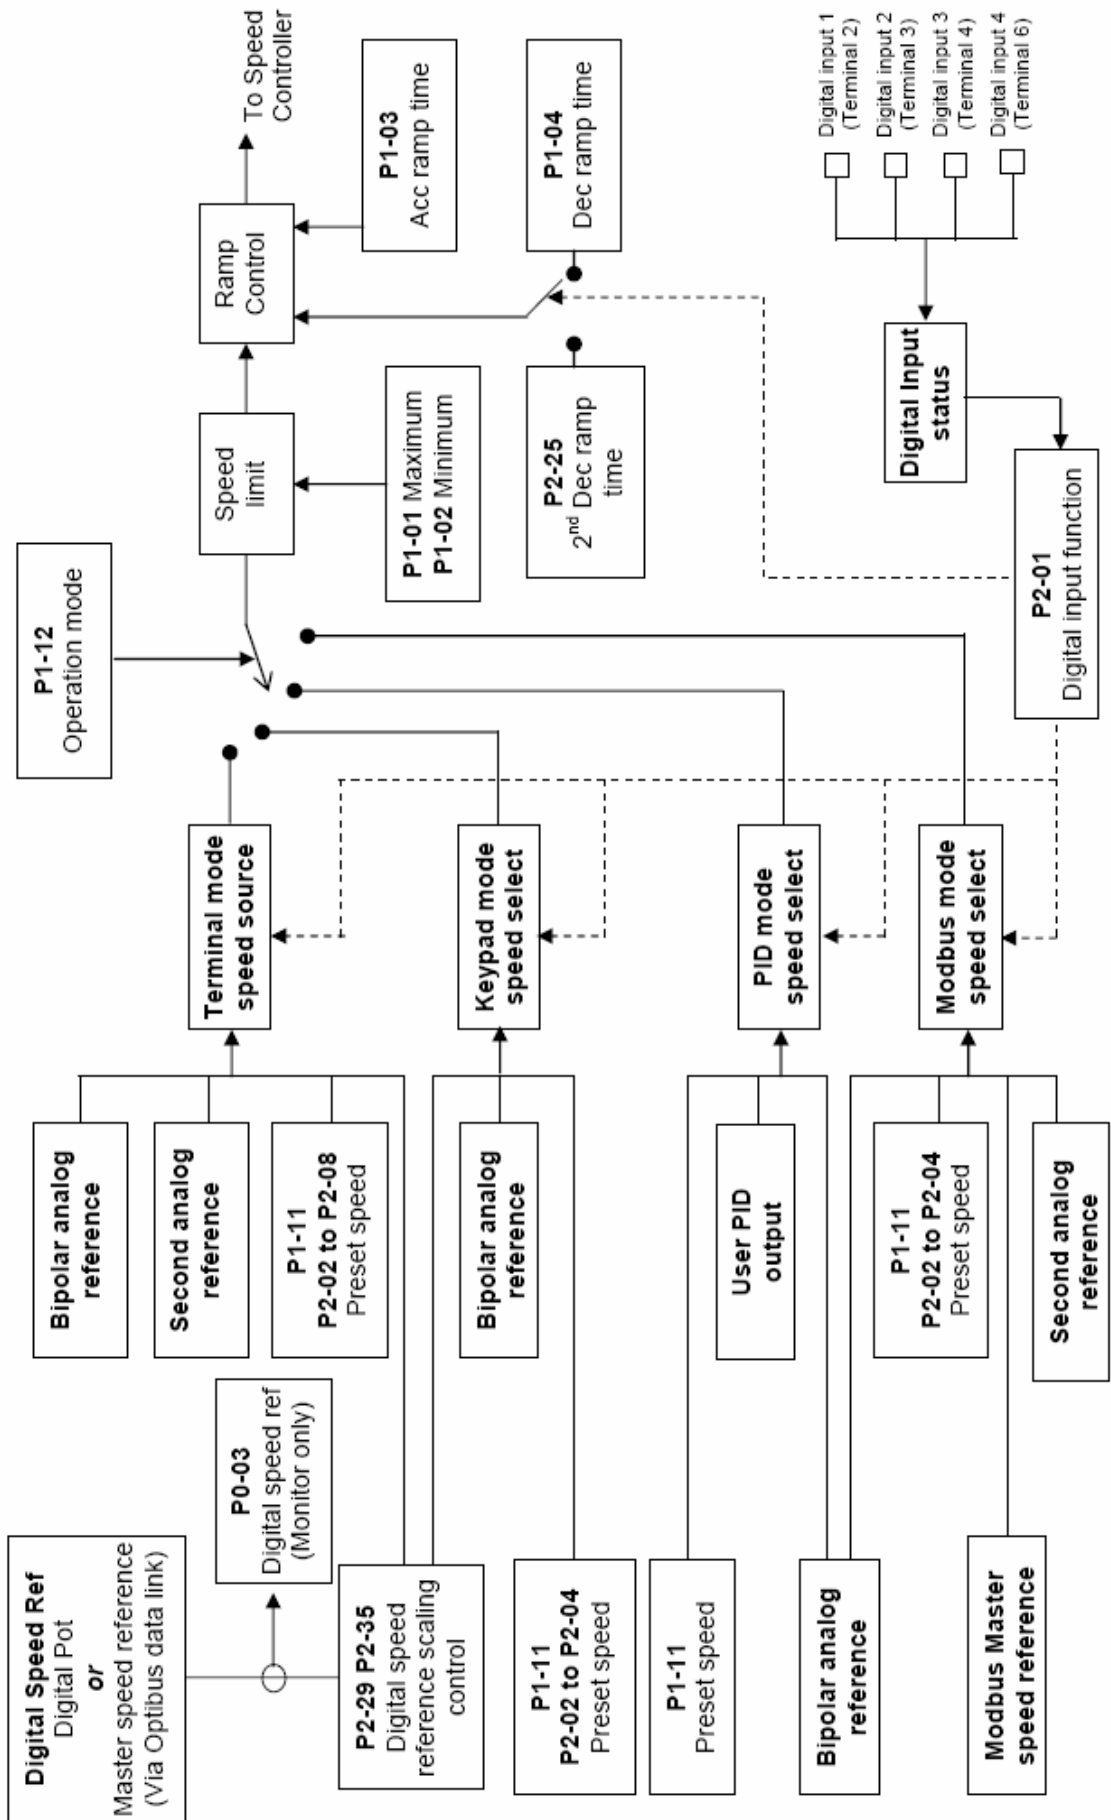 Digital Speed Ref
Digital Pot
or
Master speed reference
(Via Optibus data link)
P0-03
Digital speed ref
(Monitor only)
P2-29 P2-35
Digital speed
reference scaling
control
P1-11
P2-02 to P2-04
Preset speed
P1-11
Preset speed
Bipolar analog
reference
Modbus Master
speed reference
Bipolar analog
reference
Second analog
reference
P1-11
P2-02 to P2-08
Preset speed
Bipolar analog
reference
User PID
output
P1-11
P2-02 to P2-04
Preset speed
Second analog
reference
Terminal mode
speed source
Keypad mode
speed select
PID mode
speed select
Modbus mode
speed select
P1-12
Operation mode
Speed
limit
P1-01 Maximum
P1-02 Minimum
P2-25
2nd Dec ramp
time
P2-01
Digital input function
Digital Input
status
Ramp
Control
To Speed
Controller
P1-03
Acc ramp time
P1-04
Dec ramp time
Digital input 1
(Terminal 2)
Digital input 2
(Terminal 3)
Digital input 3
(Terminal 4)
Digital input 4
(Terminal 6)